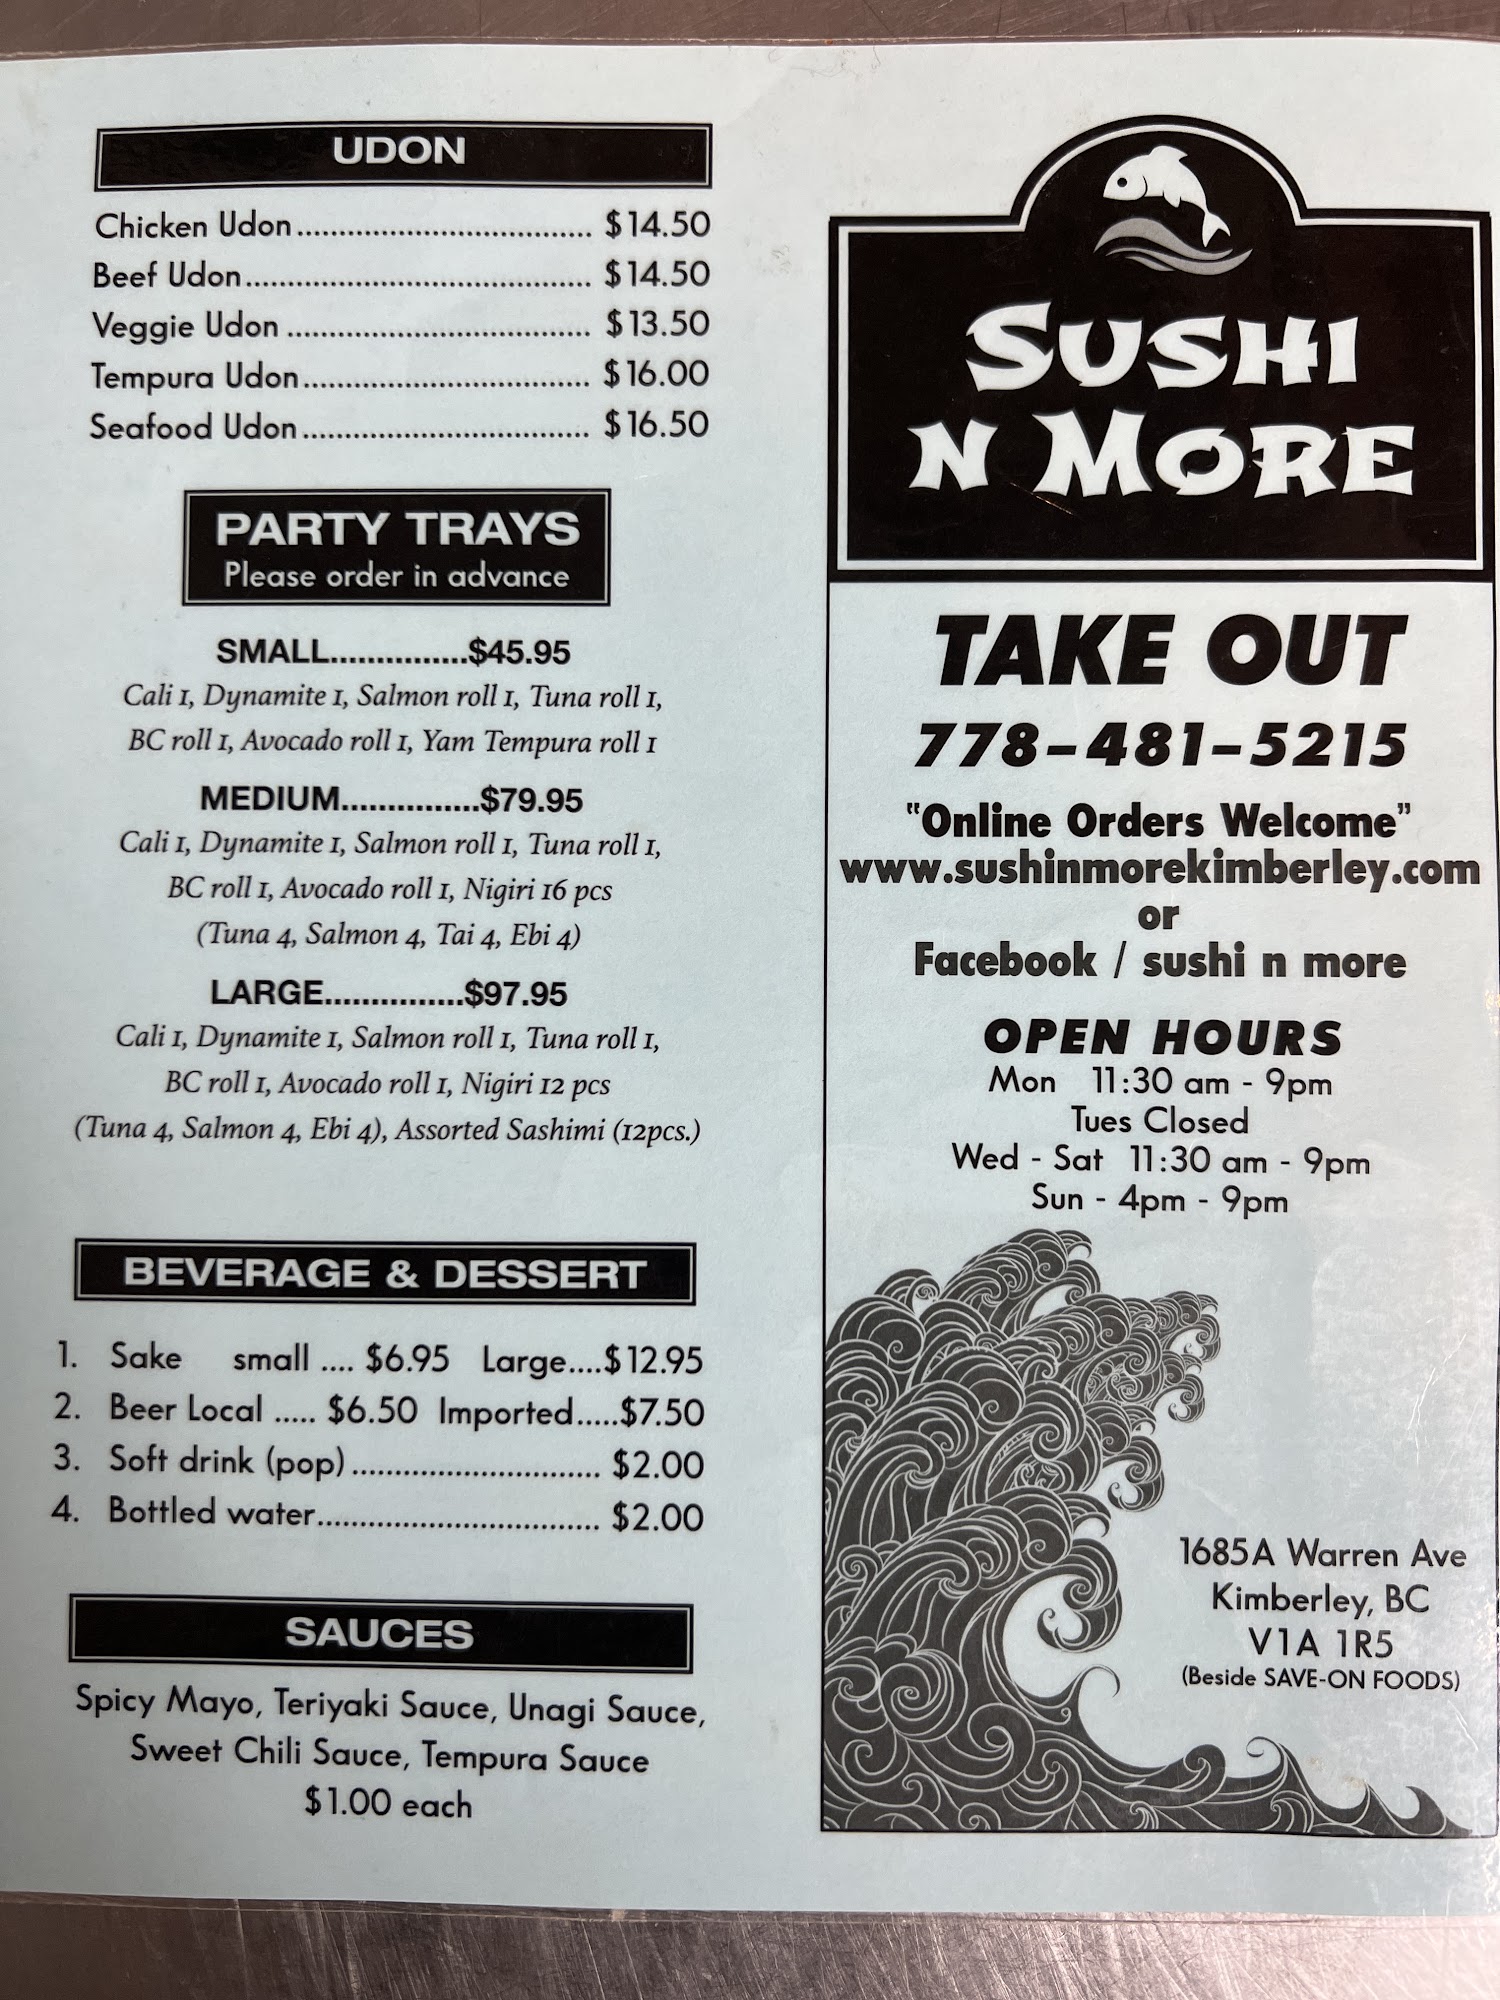 UDON
Chicken Udon.................................. $14.50
Beef Udon........................................ $14.50
Veggie Udon ................................... $13.50
Tempura Udon................................. $16.00
Seafood Udon................................. $16.50
PARTY TRAYS
Please order in advance
SMALL...............$45.95
Cali 1, Dynamite 1, Salmon roll 1, Tuna roll 1,
BC roll 1, Avocado roll 1, Yam Tempura roll 1
MEDIUM...............$79.95
Cali 1, Dynamite 1, Salmon roll 1, Tuna roll 1,
BC roll 1, Avocado roll 1, Nigiri 16 pcs
(Tuna 4, Salmon 4, Tai 4, Ebi 4)
LARGE...............$97.95
Cali 1, Dynamite 1, Salmon roll 1, Tuna roll 1,
BC roll 1, Avocado roll 1, Nigiri 12 pcs
(Tuna 4, Salmon 4, Ebi 4), Assorted Sashimi (12pcs.)
BEVERAGE & DESSERT
1. Sake small .... $6.95 Large....$12.95
2. Beer Local ..... $6.50 Imported.....$7.50
3. Soft drink (pop)............................. $2.00
4. Bottled water................................. $2.00
SAUCES
Spicy Mayo, Teriyaki Sauce, Unagi Sauce,
Sweet Chili Sauce, Tempura Sauce
$1.00 each
SUSHI
N MORE
TAKE OUT
778-481-5215
"Online Orders Welcome"
www.sushinmorekimberley.com
or
Facebook / sushi n more
OPEN HOURS
Mon 11:30 am - 9pm
Tues Closed
Wed - Sat 11:30 am - 9pm
Sun - 4pm - 9pm
1685A Warren Ave
Kimberley, BC
V1A 1R5
(Beside SAVE-ON FOODS)